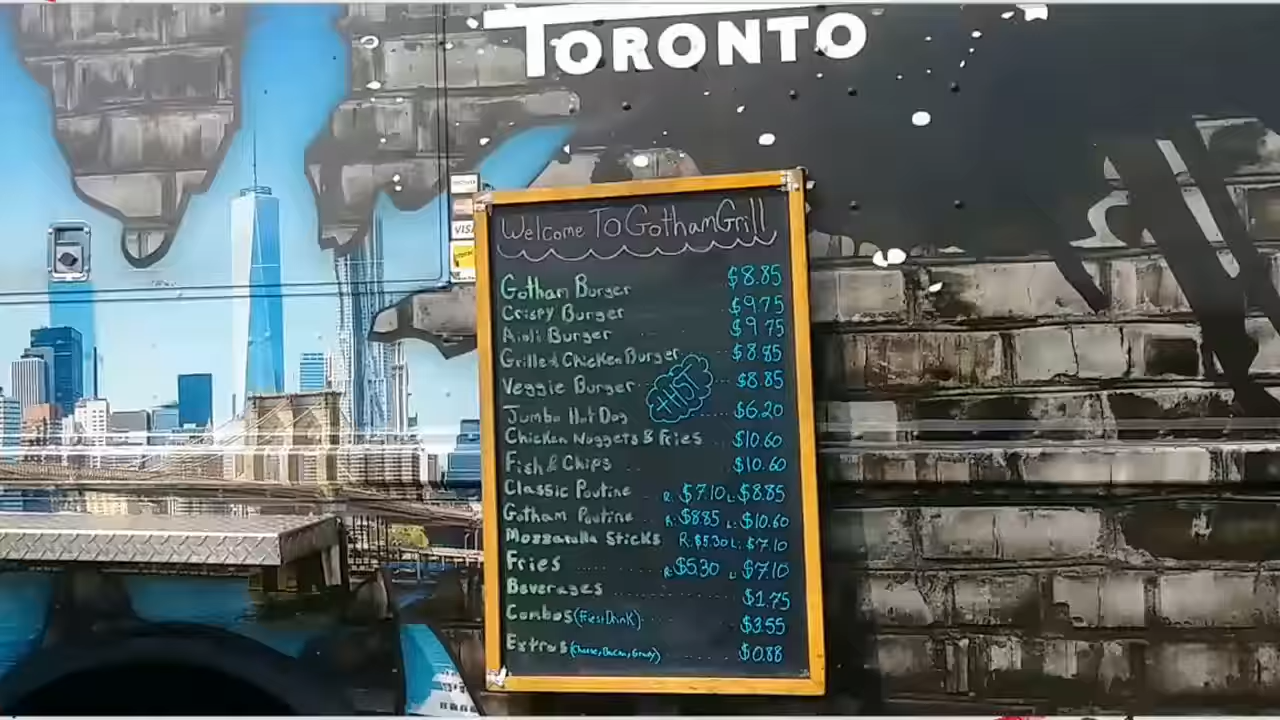 TORONTO
VISA
Welcome To Gotham Grill
Gotham Burger $8.85
Crispy Burger $9.75
Aioli Burger $9.75
Grilled Chicken Burger $8.85
Veggie Burger $8.85
Jumbo Hot Dog $6.20
Chicken Nuggets & Fries $10.60
Fish & Chips $10.60
Classic Poutine R: $7.10 L: $8.85
Gotham Poutine R: $8.85 L: $10.60
Mozzarella Sticks R: $5.30 L: $7.10
Fries R: $5.30 L: $7.10
Beverages $1.75
Combos (Fries+Drink) $3.55
Extras (Cheese, Bacon, Gravy) $0.88
+HST